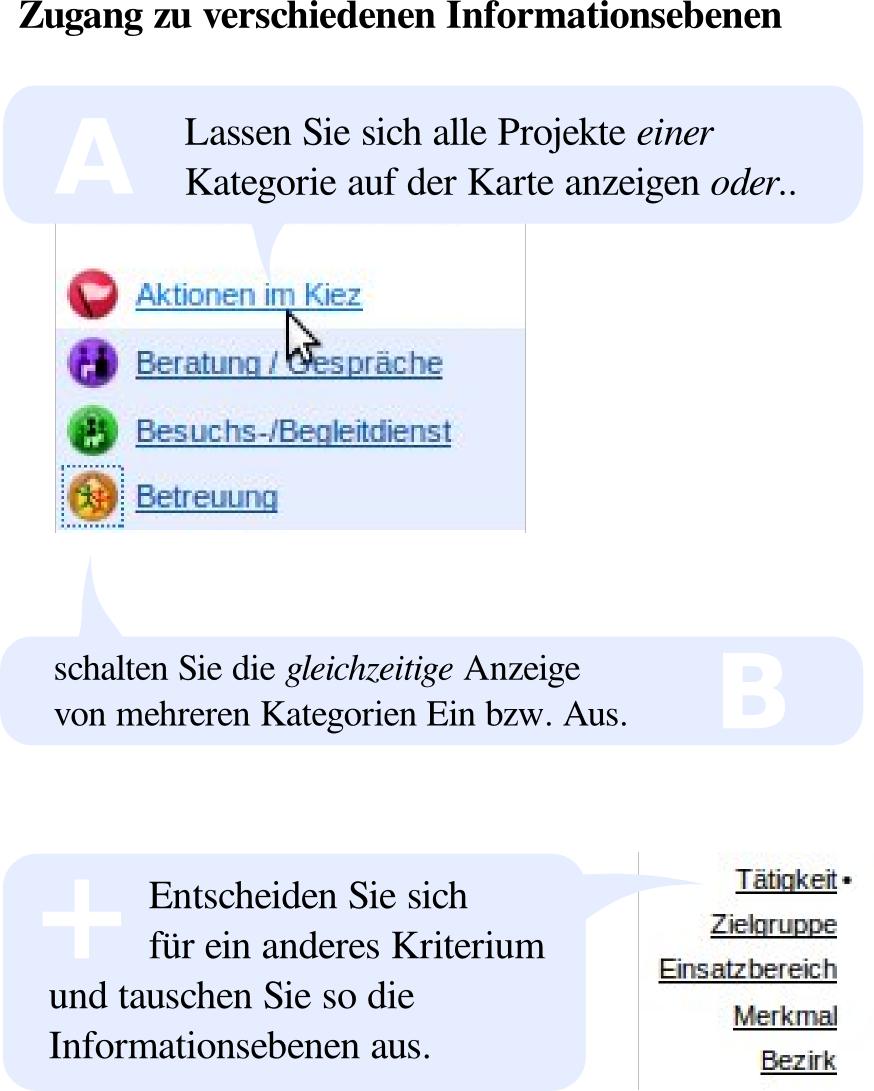 Zugang zu verschiedenen Informationsebenen
A
Lassen Sie sich alle Projekte einer
Kategorie auf der Karte anzeigen oder..
Aktionen im Kiez
Beratung / Gespräche
Besuchs-/Begleitdienst
Betreuung
schalten Sie die gleichzeitige Anzeige
von mehreren Kategorien Ein bzw. Aus.
B
+
Entscheiden Sie sich
für ein anderes Kriterium
und tauschen Sie so die
Informationsebenen aus.
Tätigkeit•
Zielgruppe
Einsatzbereich
Merkmal
Bezirk